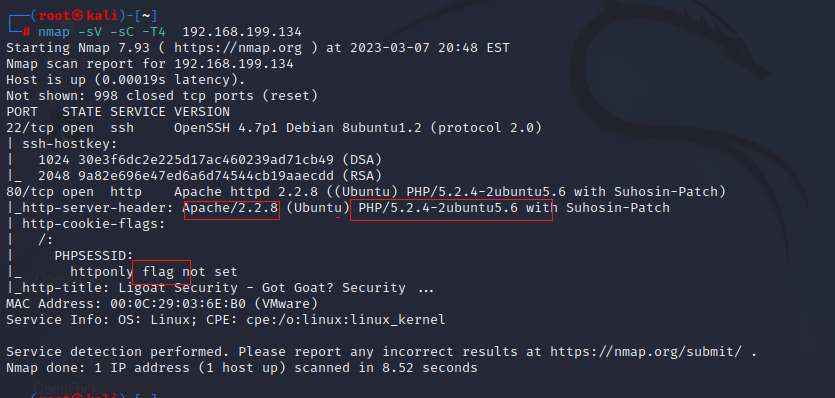 ┌──(root㉿kali)-[~]
└─# nmap -sV -sC -T4  192.168.199.134
Starting Nmap 7.93 ( https://nmap.org ) at 2023-03-07 20:48 EST
Nmap scan report for 192.168.199.134
Host is up (0.00019s latency).
Not shown: 998 closed tcp ports (reset)
PORT   STATE SERVICE VERSION
22/tcp open  ssh     OpenSSH 4.7p1 Debian 8ubuntu1.2 (protocol 2.0)
| ssh-hostkey:
|   1024 30e3f6dc2e225d17ac460239ad71cb49 (DSA)
|_  2048 9a82e696e47ed6a6d74544cb19aaecdd (RSA)
80/tcp open  http    Apache httpd 2.2.8 ((Ubuntu) PHP/5.2.4-2ubuntu5.6 with Suhosin-Patch)
|_http-server-header: Apache/2.2.8 (Ubuntu) PHP/5.2.4-2ubuntu5.6 with Suhosin-Patch
| http-cookie-flags:
|   /:
|     PHPSESSID:
|_      httponly flag not set
|_http-title: Ligoat Security - Got Goat? Security ...
MAC Address: 00:0C:29:03:6E:B0 (VMware)
Service Info: OS: Linux; CPE: cpe:/o:linux:linux_kernel
Service detection performed. Please report any incorrect results at https://nmap.org/submit/ .
Nmap done: 1 IP address (1 host up) scanned in 8.52 seconds